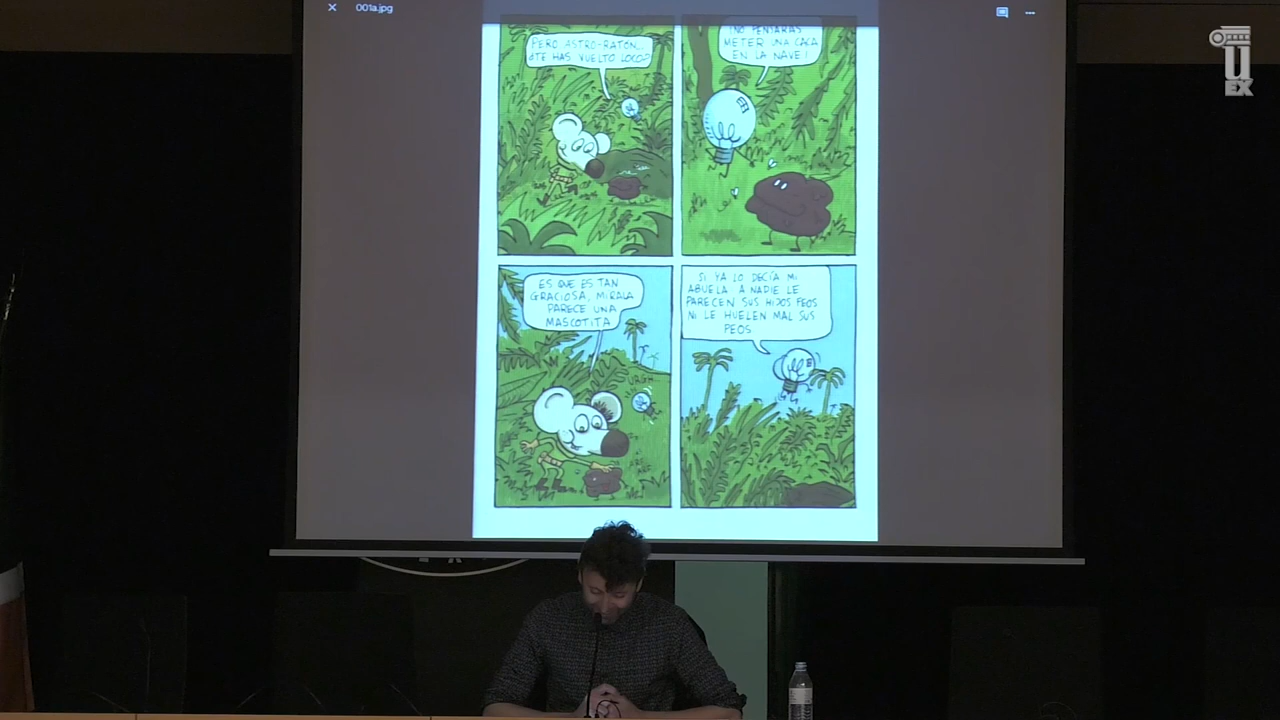 001a.jpg
PERO ASTRO-RATÓN...
¿TE HAS VUELTO LOCO?
¡NO PENSARÁS
METER UNA CACA
EN LA NAVE!
ES QUE ES TAN
GRACIOSA, MIRALA
PARECE UNA
MASCOTITA
URGH
SI YA LO DECÍA MI
ABUELA A NADIE LE
PARECEN SUS HIJOS FEOS
NI LE HUELEN MAL SUS
PEOS
UEX